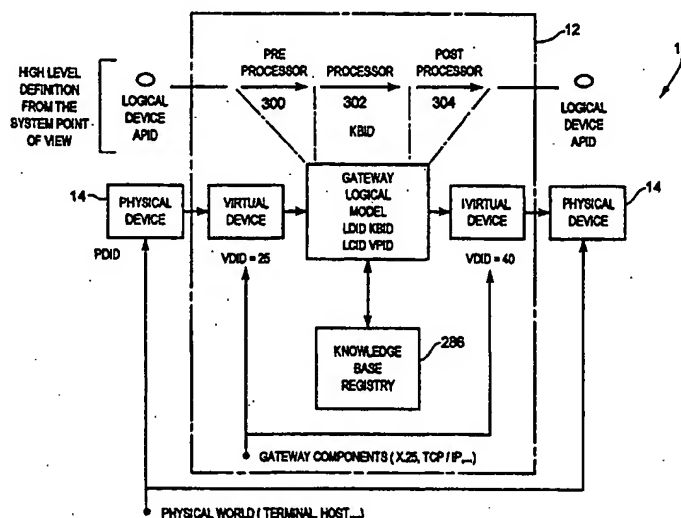 12
1
PRE
PROCESSOR
PROCESSOR
POST
PROCESSOR
HIGH LEVEL
DEFINITION
FROM THE
SYSTEM POINT
OF VIEW
LOGICAL
DEVICE
APID
300
302
304
KBID
LOGICAL
DEVICE
APID
14
PHYSICAL
DEVICE
PDID
VIRTUAL
DEVICE
VDID = 25
GATEWAY
LOGICAL
MODEL
LDID KBID
LCID VPID
IVIRTUAL
DEVICE
VDID = 40
PHYSICAL
DEVICE
14
KNOWLEDGE
BASE
REGISTRY
286
GATEWAY COMPONENTS ( X.25, TCP / IP,...)
PHYSICAL WORLD ( TERMINAL HOST....)